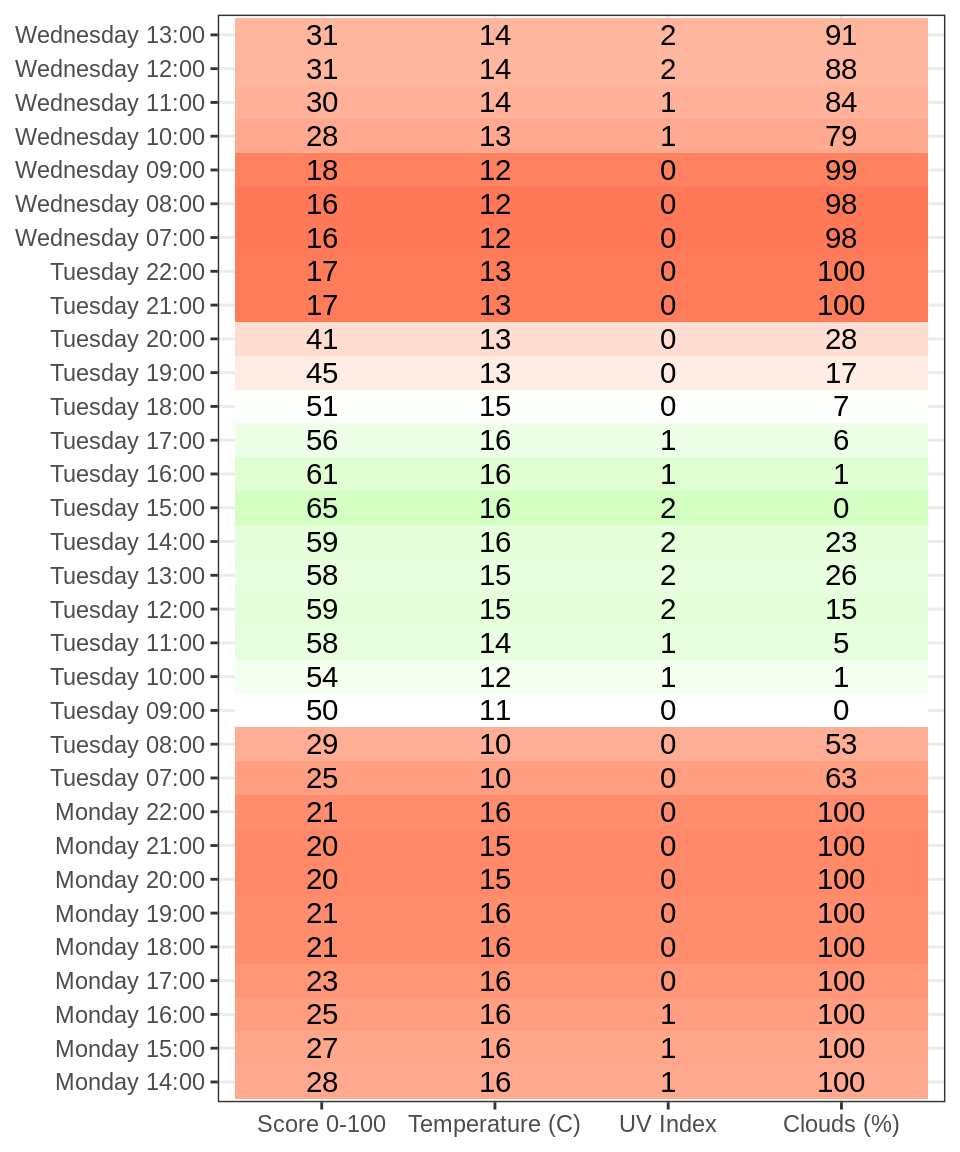 Wednesday 13:00 31 14 2 91
Wednesday 12:00 31 14 2 88
Wednesday 11:00 30 14 1 84
Wednesday 10:00 28 13 1 79
Wednesday 09:00 18 12 0 99
Wednesday 08:00 16 12 0 98
Wednesday 07:00 16 12 0 98
Tuesday 22:00 17 13 0 100
Tuesday 21:00 17 13 0 100
Tuesday 20:00 41 13 0 28
Tuesday 19:00 45 13 0 17
Tuesday 18:00 51 15 0 7
Tuesday 17:00 56 16 1 6
Tuesday 16:00 61 16 1 1
Tuesday 15:00 65 16 2 0
Tuesday 14:00 59 16 2 23
Tuesday 13:00 58 15 2 26
Tuesday 12:00 59 15 2 15
Tuesday 11:00 58 14 1 5
Tuesday 10:00 54 12 1 1
Tuesday 09:00 50 11 0 0
Tuesday 08:00 29 10 0 53
Tuesday 07:00 25 10 0 63
Monday 22:00 21 16 0 100
Monday 21:00 20 15 0 100
Monday 20:00 20 15 0 100
Monday 19:00 21 16 0 100
Monday 18:00 21 16 0 100
Monday 17:00 23 16 0 100
Monday 16:00 25 16 1 100
Monday 15:00 27 16 1 100
Monday 14:00 28 16 1 100
Score 0-100 Temperature (C) UV Index Clouds (%)